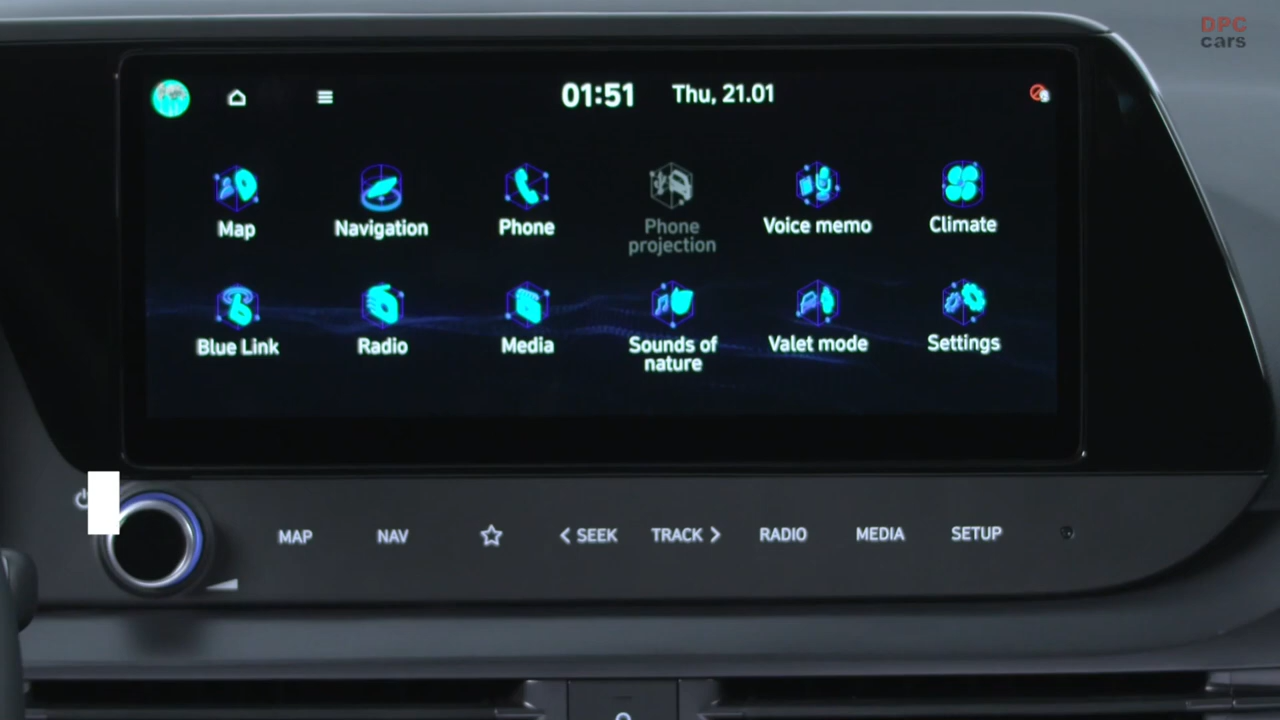 DPC
cars
01:51 Thu, 21.01
Map Navigation Phone Phone projection Voice memo Climate
Blue Link Radio Media Sounds of nature Valet mode Settings
MAP NAV < SEEK TRACK > RADIO MEDIA SETUP